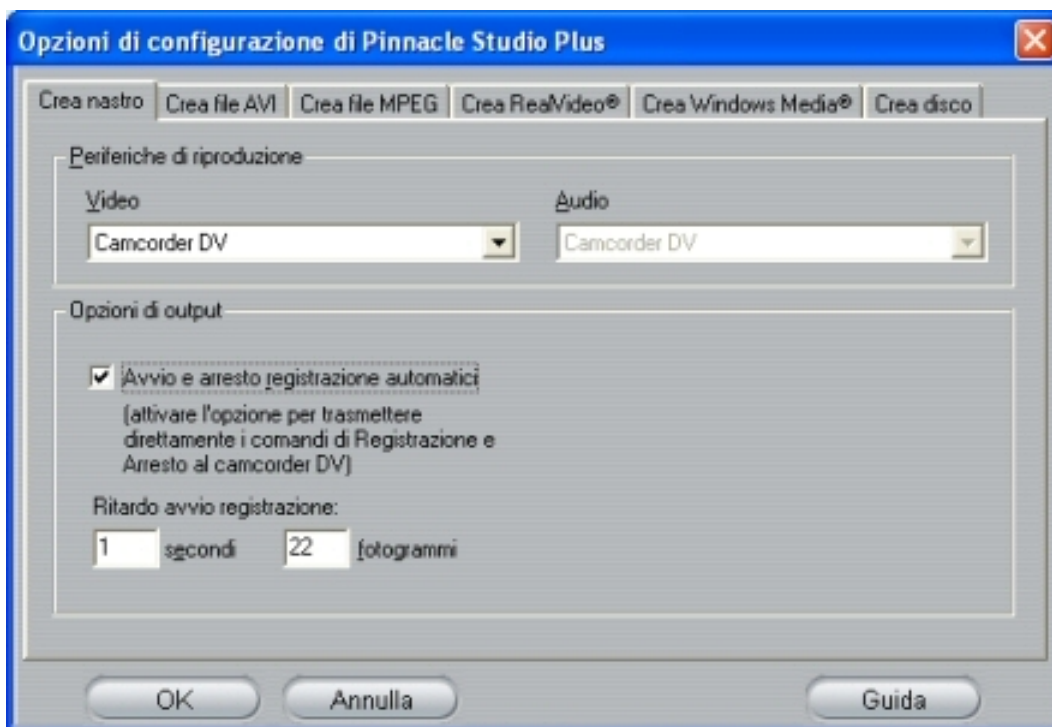 Opzioni di configurazione di Pinnacle Studio Plus
Crea nastro Crea file AVI Crea file MPEG Crea RealVideo® Crea Windows Media® Crea disco
Periferiche di riproduzione
Video Audio
Camcorder DV Camcorder DV
Opzioni di output
Avvio e arresto registrazione automatici
(attivare l'opzione per trasmettere
direttamente i comandi di Registrazione e
Arresto al camcorder DV)
Ritardo avvio registrazione:
1 secondi 22 fotogrammi
OK Annulla Guida